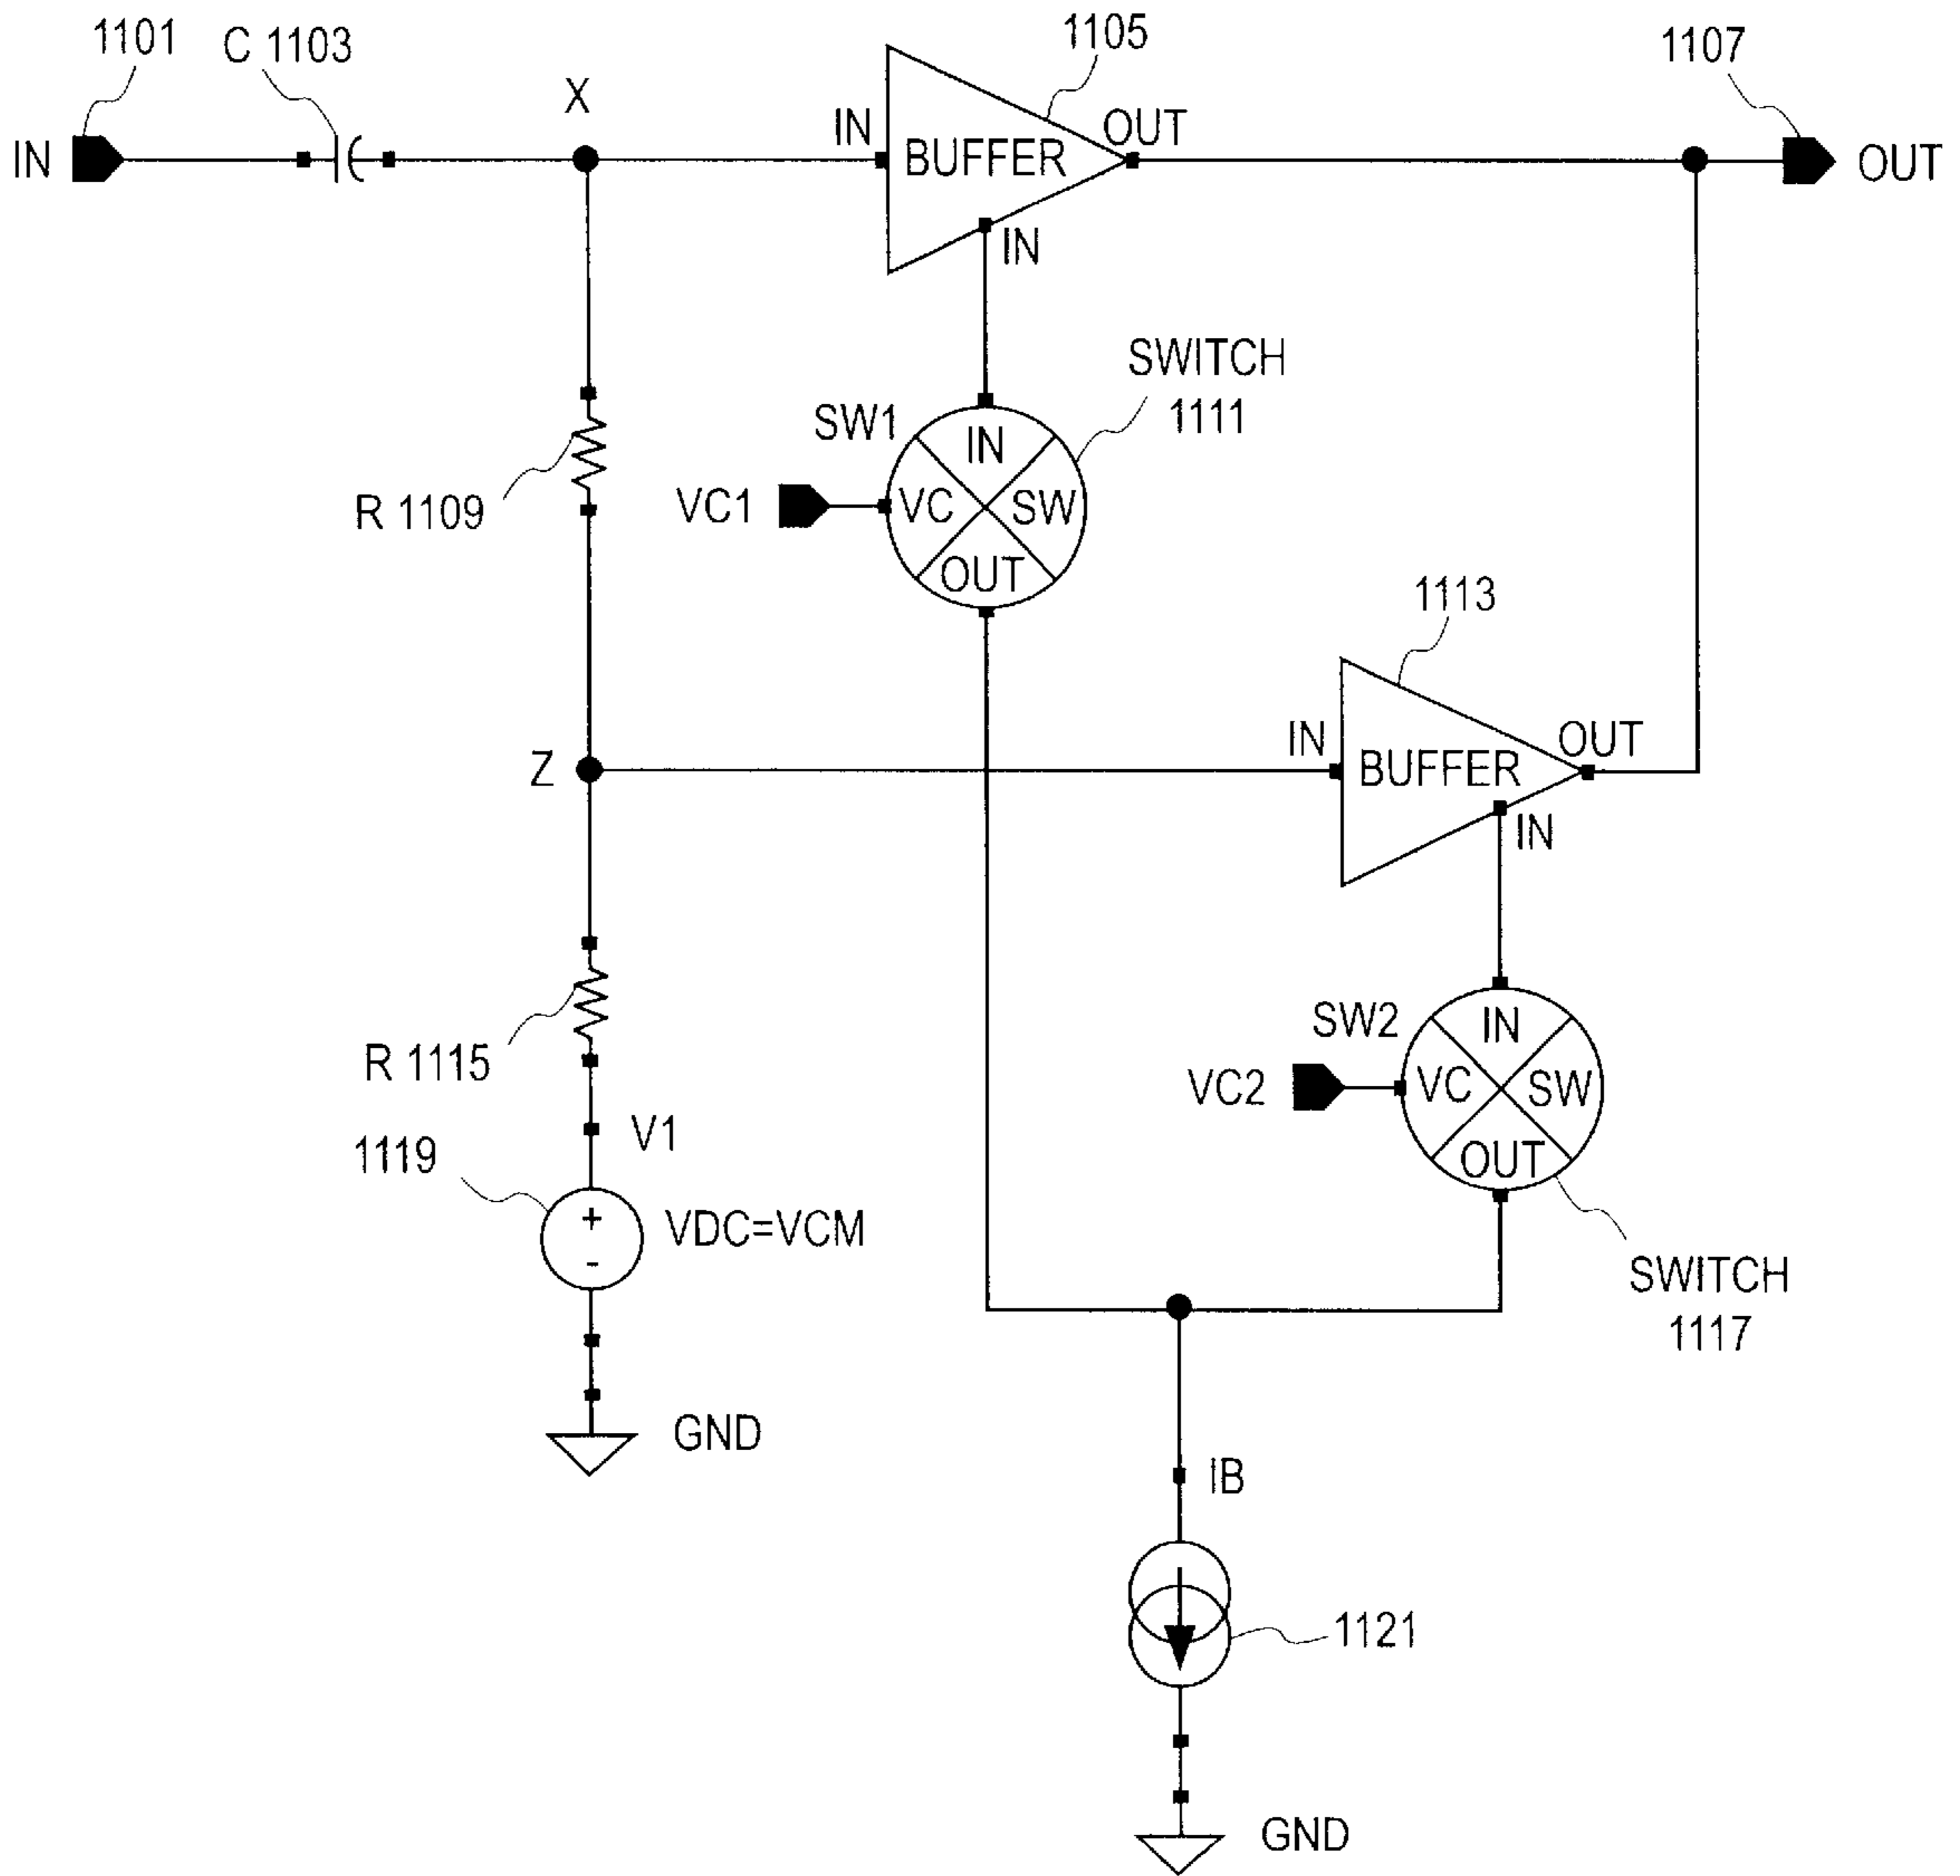 1101
C 1103
X
1105
1107
IN
IN
BUFFER
OUT
IN
OUT
SWITCH
1111
SW1
VC1
IN
VC
SW
OUT
R 1109
1113
Z
IN
BUFFER
OUT
IN
SW2
VC2
IN
VC
SW
OUT
SWITCH
1117
R 1115
V1
1119
+
-
VDC=VCM
GND
IB
1121
GND